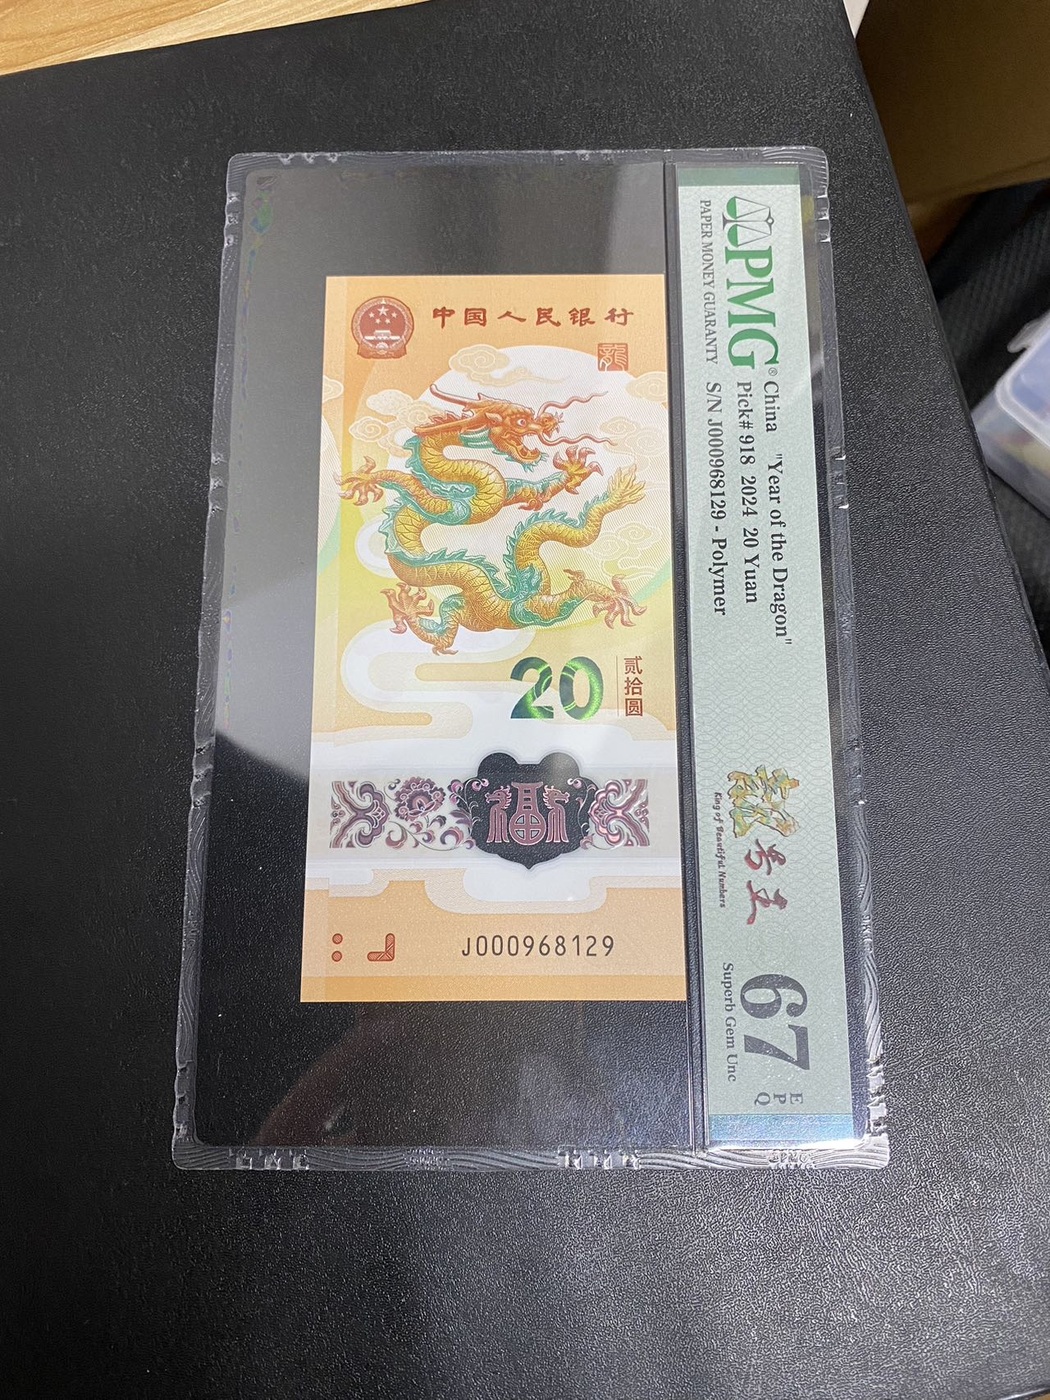 中国人民银行
龍
20
贰拾圆
福
J000968129
PMG®
PAPER MONEY GUARANTY
China "Year of the Dragon"
Pick# 918 2024 20 Yuan
S/N J000968129 - Polymer
King of Beautiful Numbers
67
EPQ
Superb Gem Unc